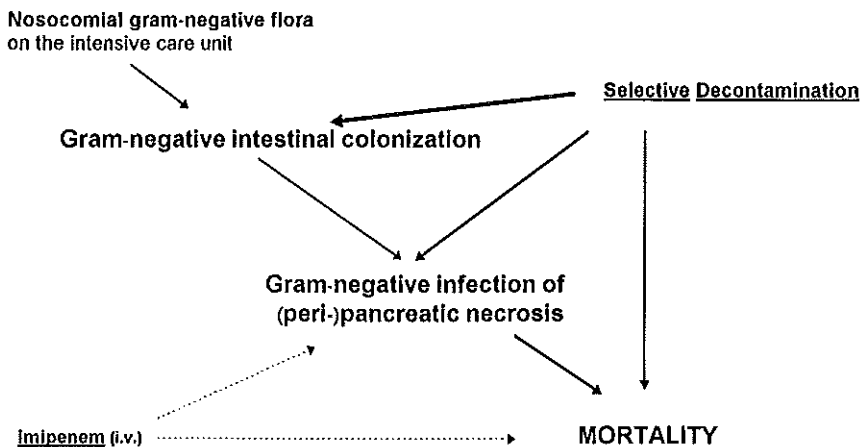 Nosocomial gram-negative flora
on the intensive care unit
Selective Decontamination
Gram-negative intestinal colonization
Gram-negative infection of
(peri-)pancreatic necrosis
Imipenem (i.v.)
MORTALITY